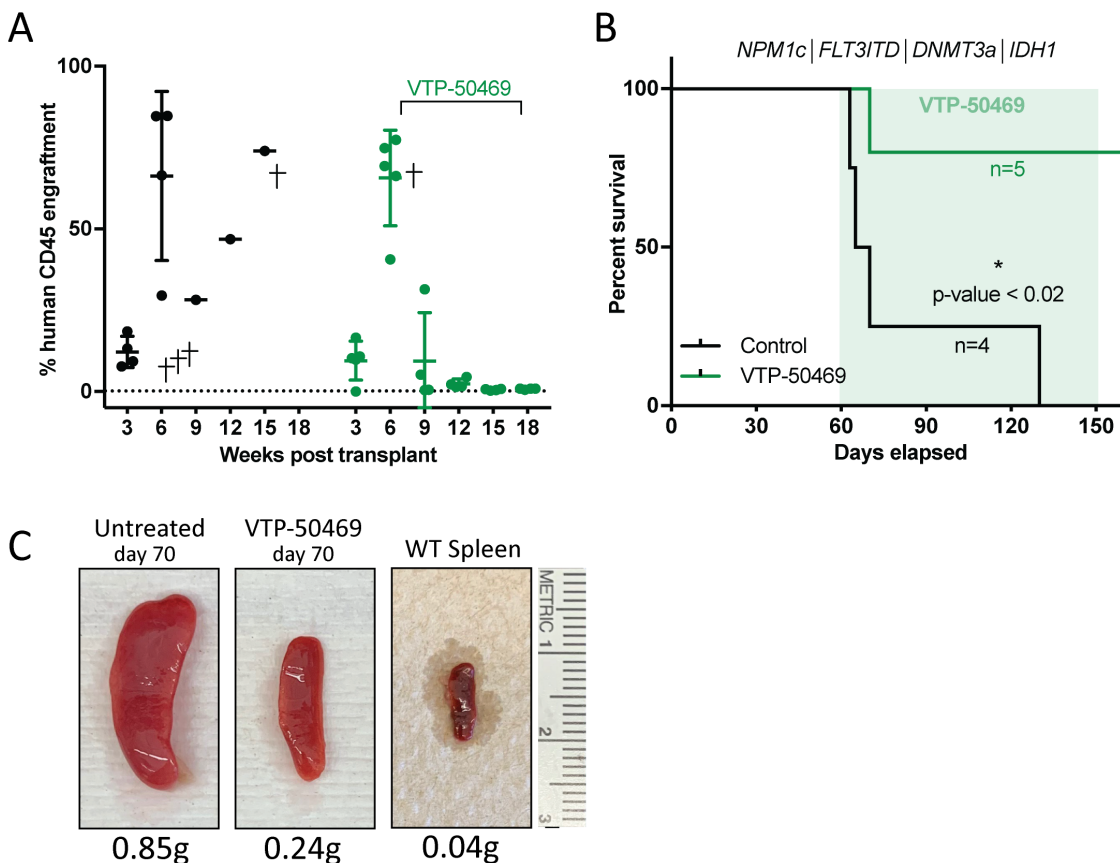 A
% human CD45 engraftment
100
50
0
VTP-50469
3 6 9 12 15 18 3 6 9 12 15 18
Weeks post transplant
B
NPM1c | FLT3ITD | DNMT3a | IDH1
Percent survival
100
50
0
VTP-50469
n=5
*
p-value < 0.02
n=4
Control
VTP-50469
0 30 60 90 120 150
Days elapsed
C
Untreated
day 70
VTP-50469
day 70
WT Spleen
METRIC 1
2
3
0.85g
0.24g
0.04g